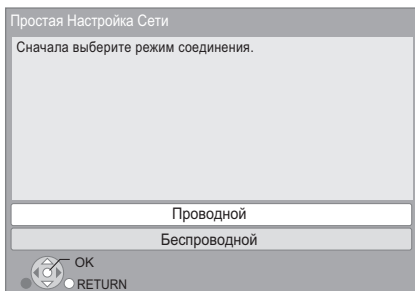 Простая Настройка Сети
Сначала выберите режим соединения.
Проводной
Беспроводной
OK
RETURN